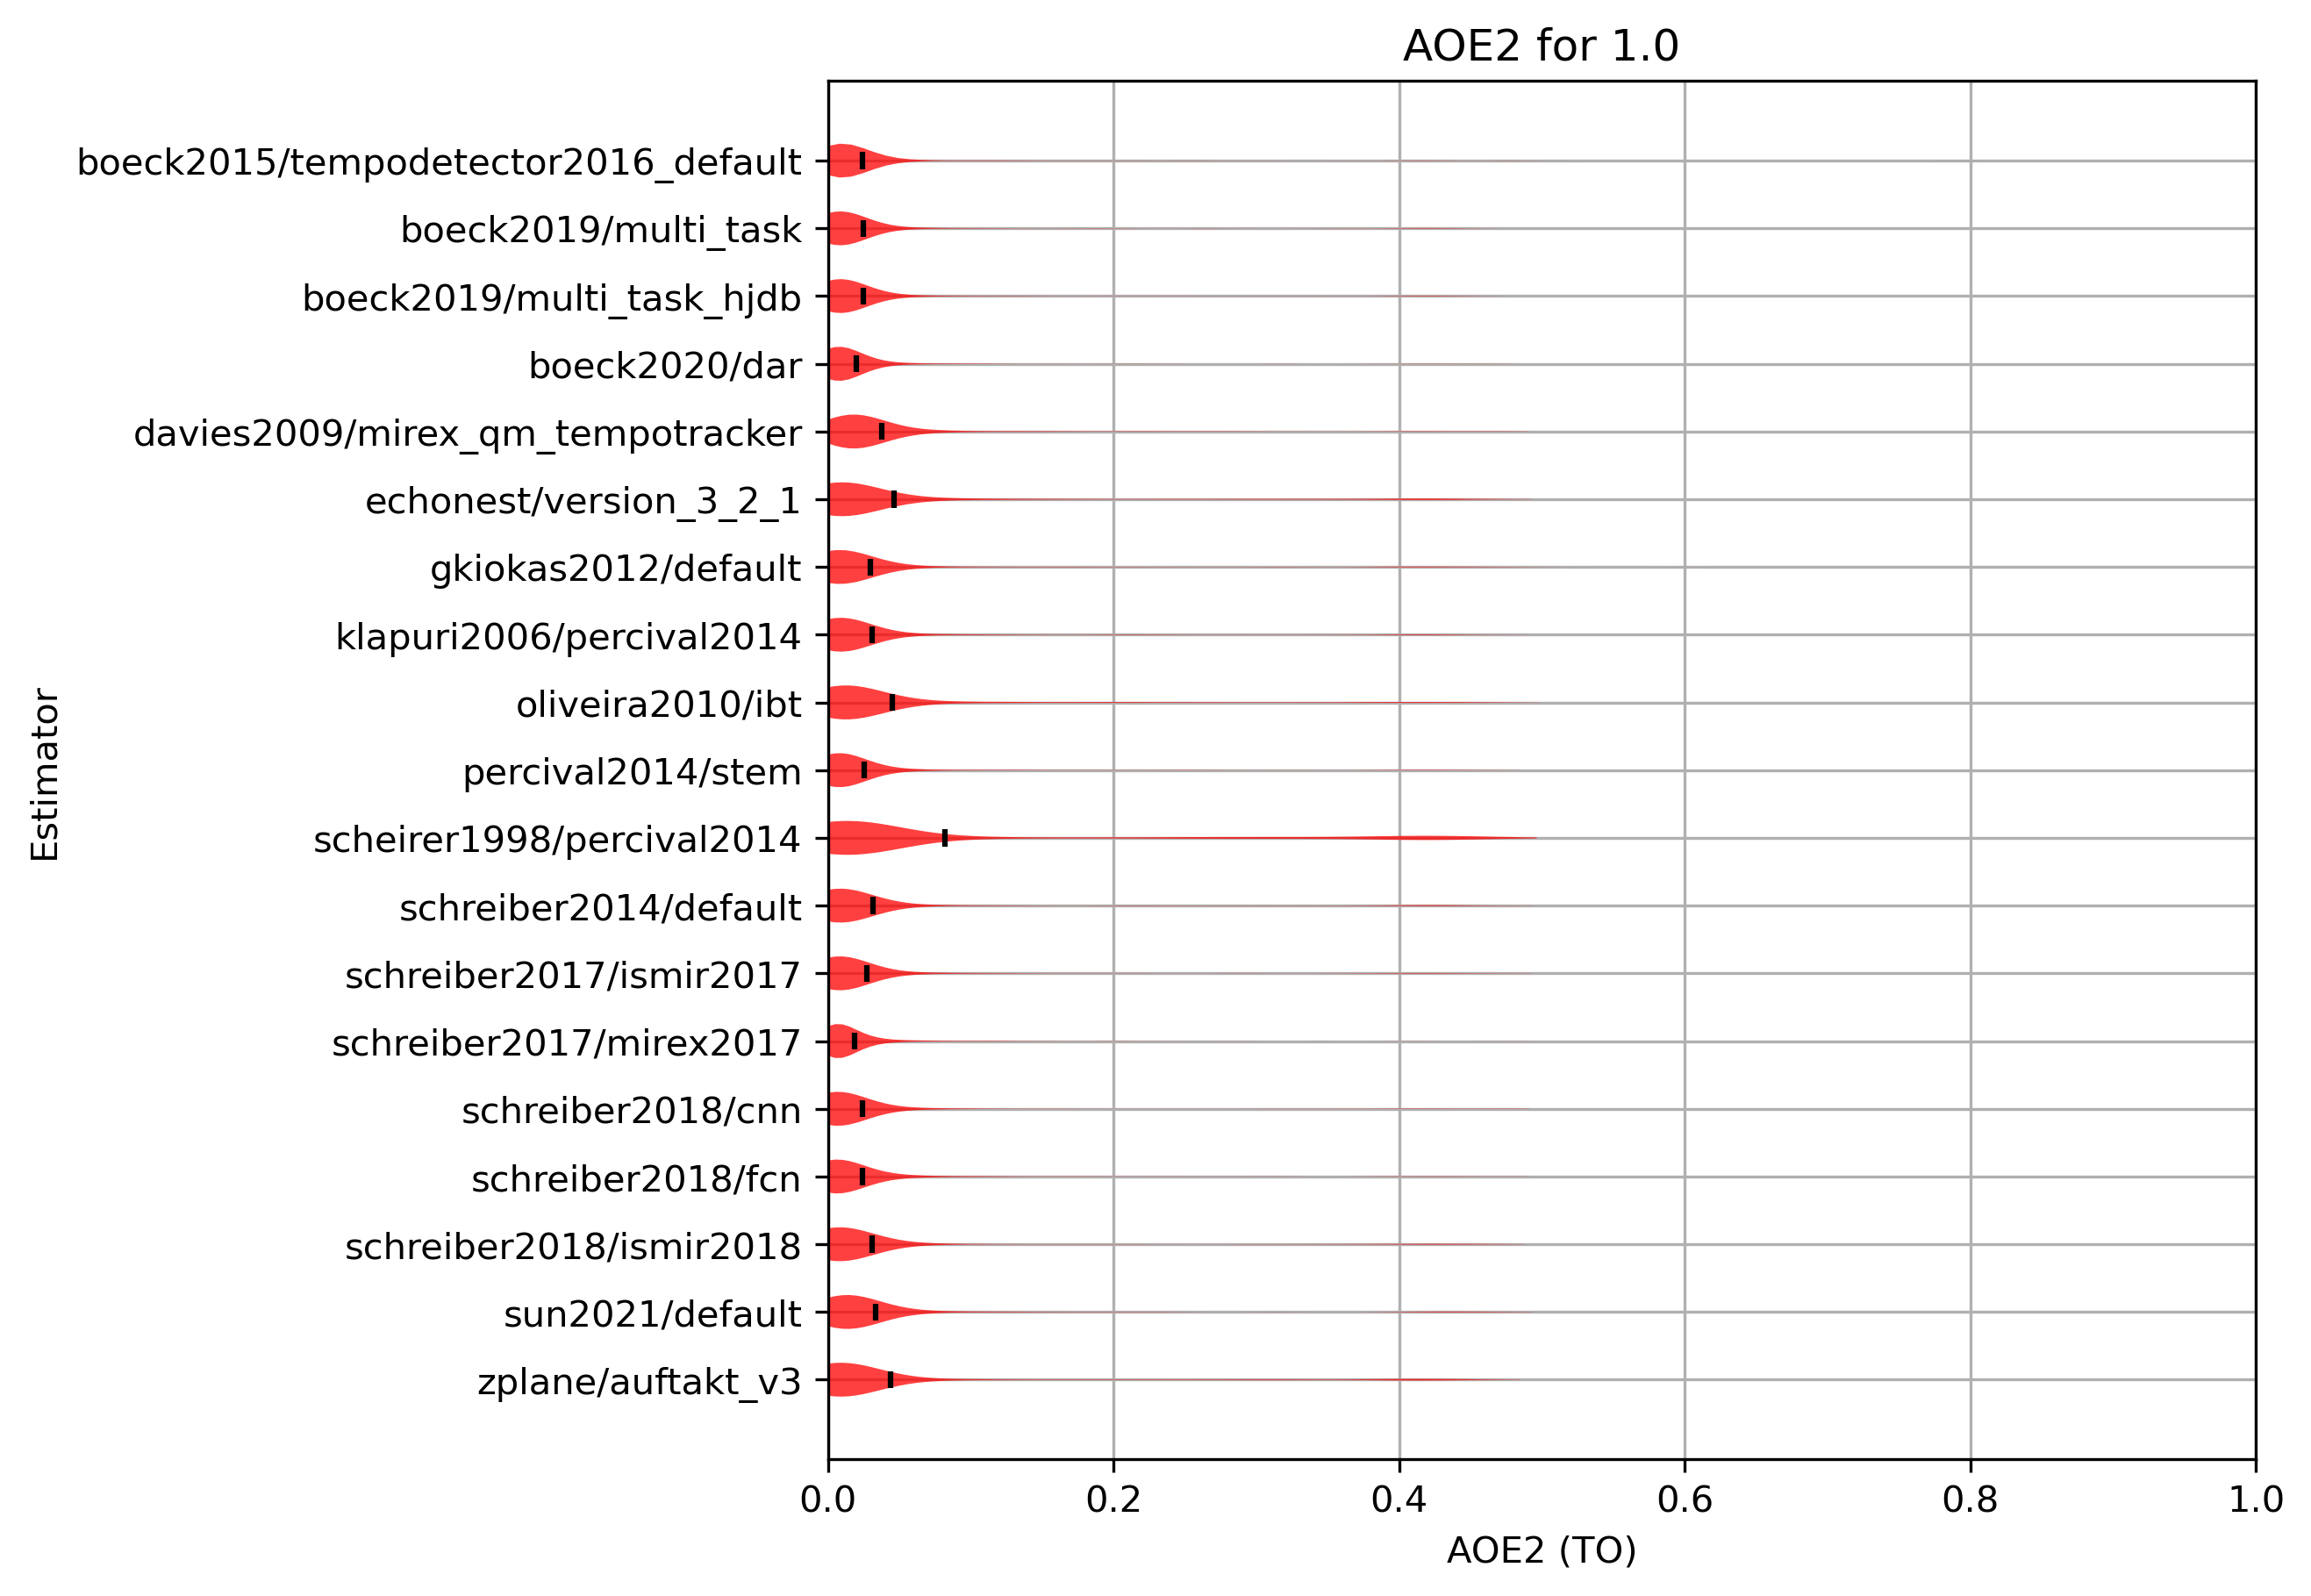 AOE2 for 1.0
boeck2015/tempodetector2016_default
boeck2019/multi_task
boeck2019/multi_task_hjdb
boeck2020/dar
davies2009/mirex_qm_tempotracker
echonest/version_3_2_1
gkiokas2012/default
klapuri2006/percival2014
oliveira2010/ibt
percival2014/stem
scheirer1998/percival2014
schreiber2014/default
schreiber2017/ismir2017
schreiber2017/mirex2017
schreiber2018/cnn
schreiber2018/fcn
schreiber2018/ismir2018
sun2021/default
zplane/auftakt_v3
Estimator
0.0 0.2 0.4 0.6 0.8 1.0
AOE2 (TO)